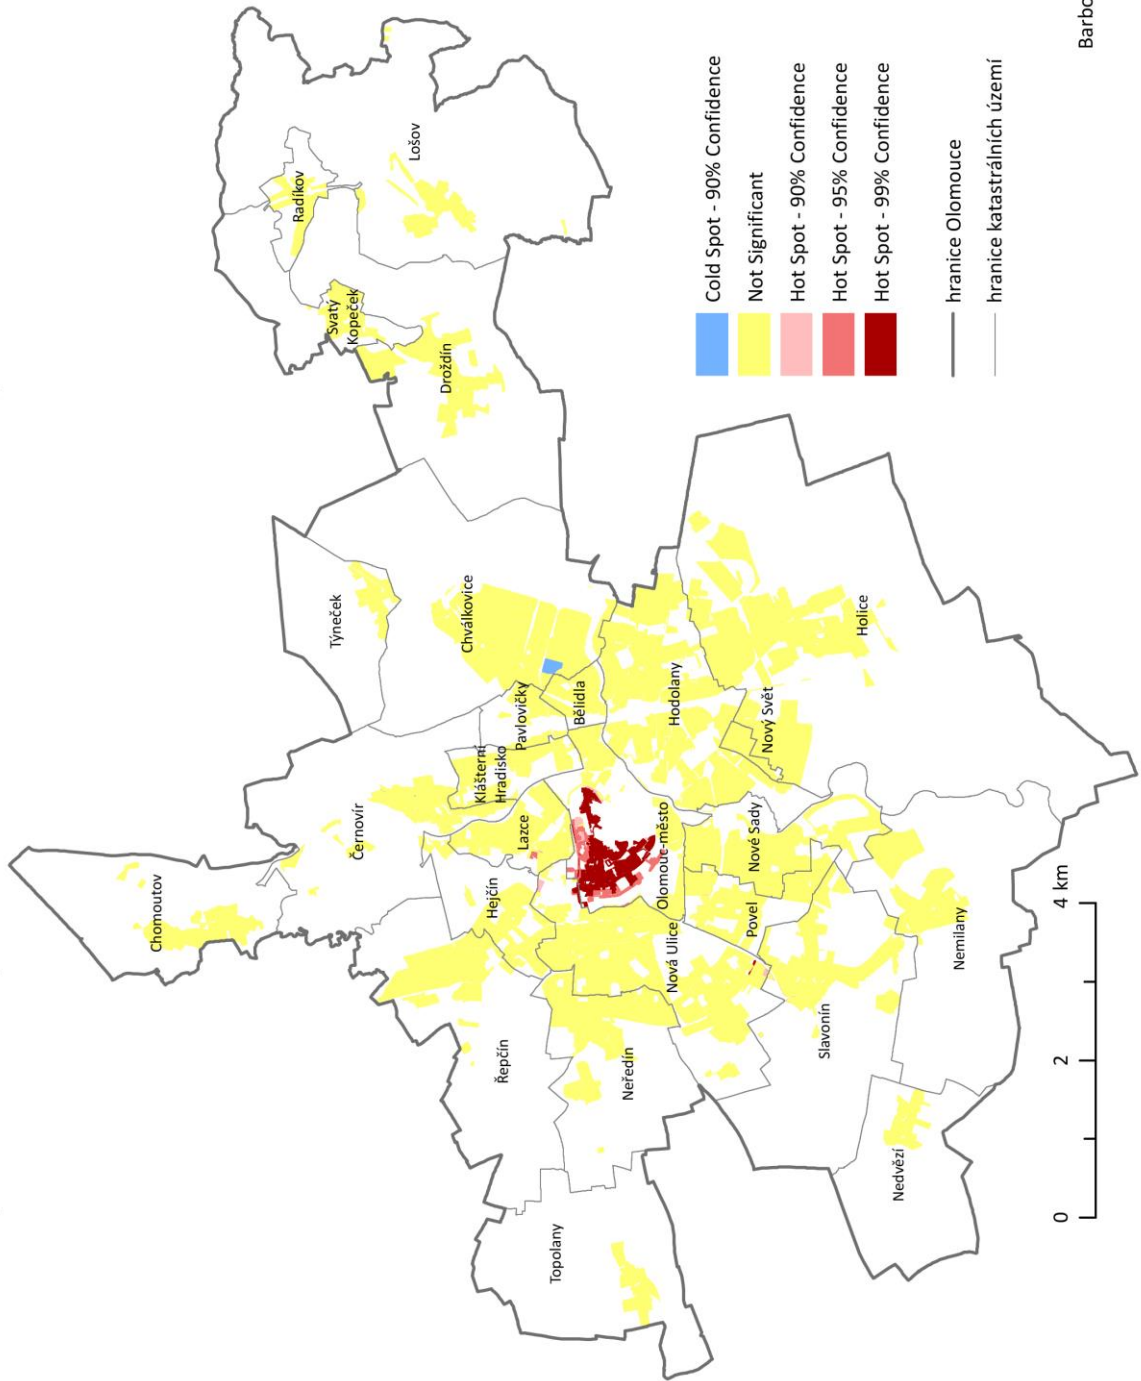 Chomoutov
Radíkov
Svatý
Kopeček
Týneček
Černovír
Lošov
Droždín
Chválkovice
Klášterní
Hradisko
Hejčín
Řepčín
Pavlovičky
Lazce
Topolany
Bělidla
Neředín
Olomouc-město
Nová Ulice
Hodolany
Povel
Nové Sady
Nový Svět
Slavonín
Holice
Nedvězí
Nemilany
Cold Spot - 90% Confidence
Not Significant
Hot Spot - 90% Confidence
Hot Spot - 95% Confidence
Hot Spot - 99% Confidence
hranice Olomouce
hranice katastrálních území
0 2 4 km
Barbo